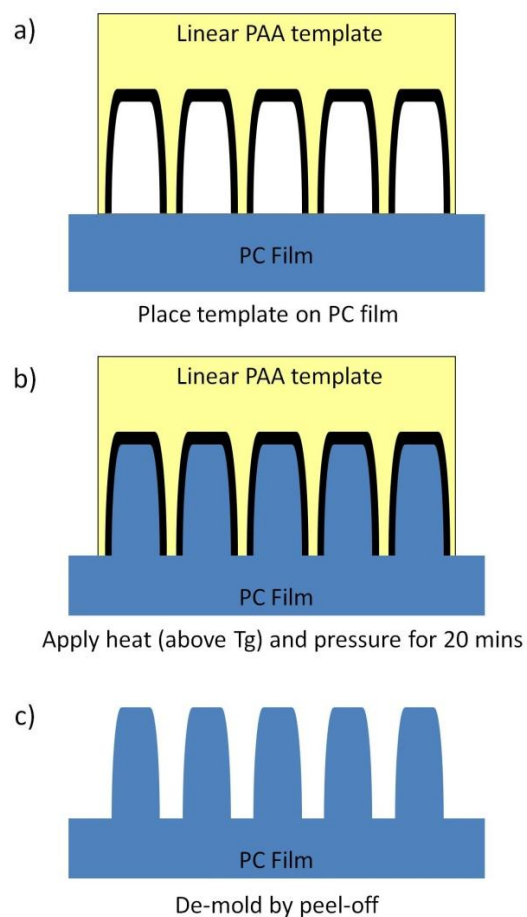 a)
Linear PAA template
PC Film
Place template on PC film
b)
Linear PAA template
PC Film
Apply heat (above Tg) and pressure for 20 mins
c)
PC Film
De-mold by peel-off